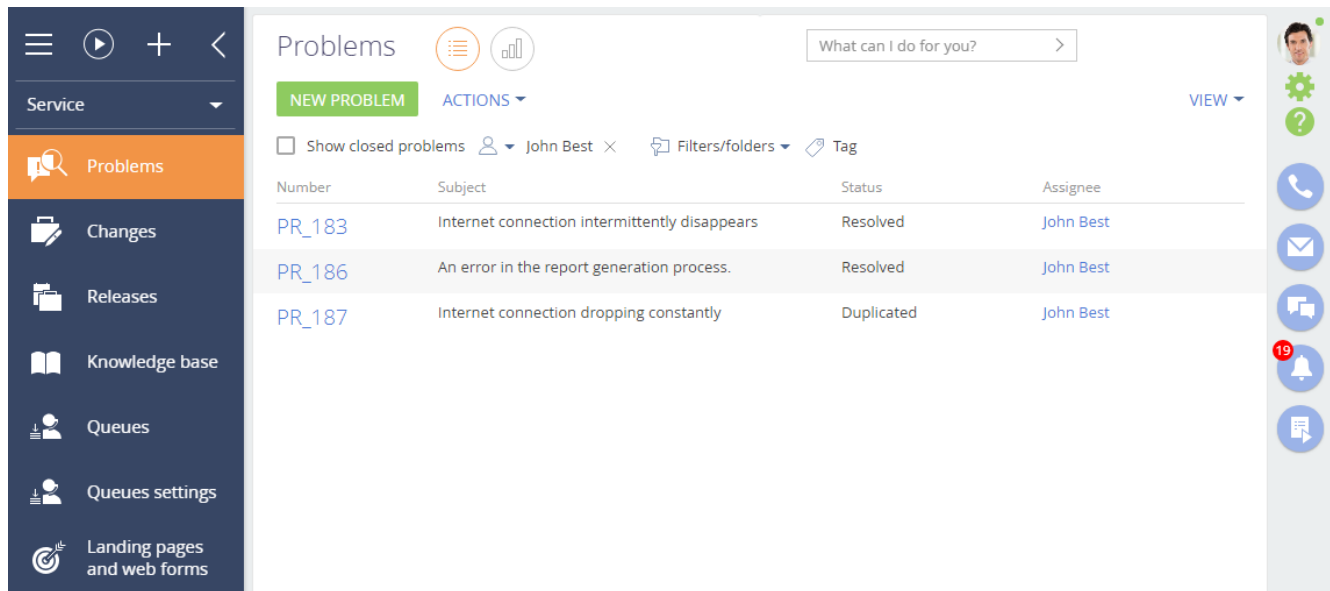 Problems
What can I do for you?
Service
NEW PROBLEM ACTIONS VIEW
Show closed problems John Best Filters/folders Tag
Problems
Changes
Releases
Knowledge base
Queues
Queues settings
Landing pages
and web forms
Number Subject Status Assignee
PR_183 Internet connection intermittently disappears Resolved John Best
PR_186 An error in the report generation process. Resolved John Best
PR_187 Internet connection dropping constantly Duplicated John Best
?
19